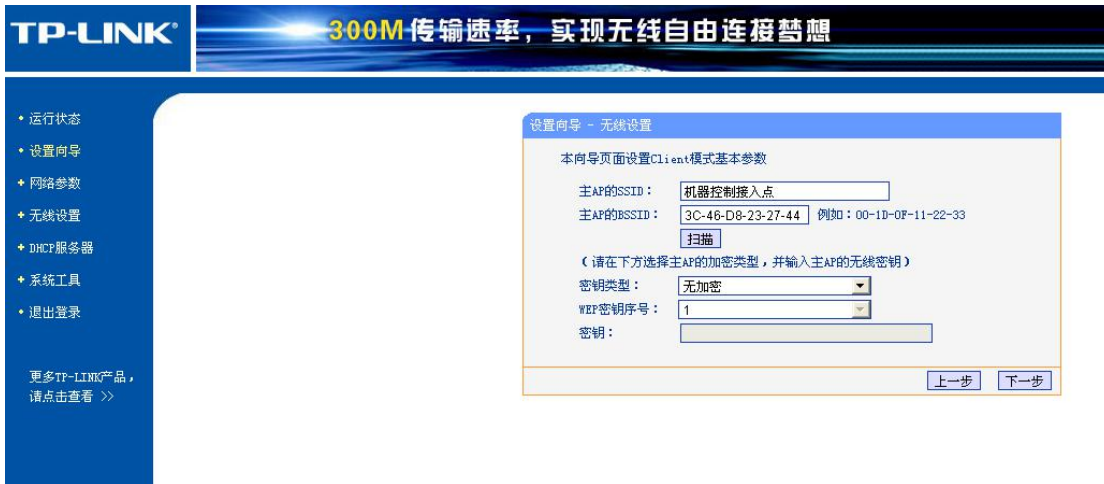 TP-LINK®
300M传输速率，实现无线自由连接梦想
运行状态
设置向导
网络参数
无线设置
DHCP服务器
系统工具
退出登录
更多TP-LINK产品，
请点击查看 >>
设置向导 - 无线设置
本向导页面设置Client模式基本参数
主AP的SSID： 机器控制接入点
主AP的BSSID： 3C-46-D8-23-27-44 例如：00-1D-0F-11-22-33
扫描
（请在下方选择主AP的加密类型，并输入主AP的无线密钥）
密钥类型： 无加密
WEP密钥序号： 1
密钥：
上一步 下一步